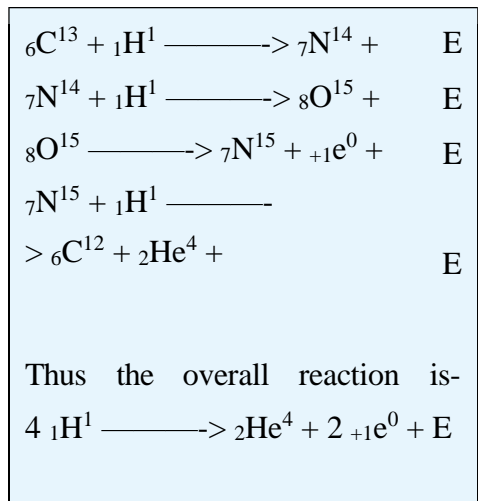 ₆C¹³ + ₁H¹ ————-> ₇N¹⁴ + E
₇N¹⁴ + ₁H¹ ————-> ₈O¹⁵ + E
₈O¹⁵ ————-> ₇N¹⁵ + ₊₁e⁰ + E
₇N¹⁵ + ₁H¹ ————-
> ₆C¹² + ₂He⁴ + E
Thus the overall reaction is-
4 ₁H¹ ————-> ₂He⁴ + 2 ₊₁e⁰ + E